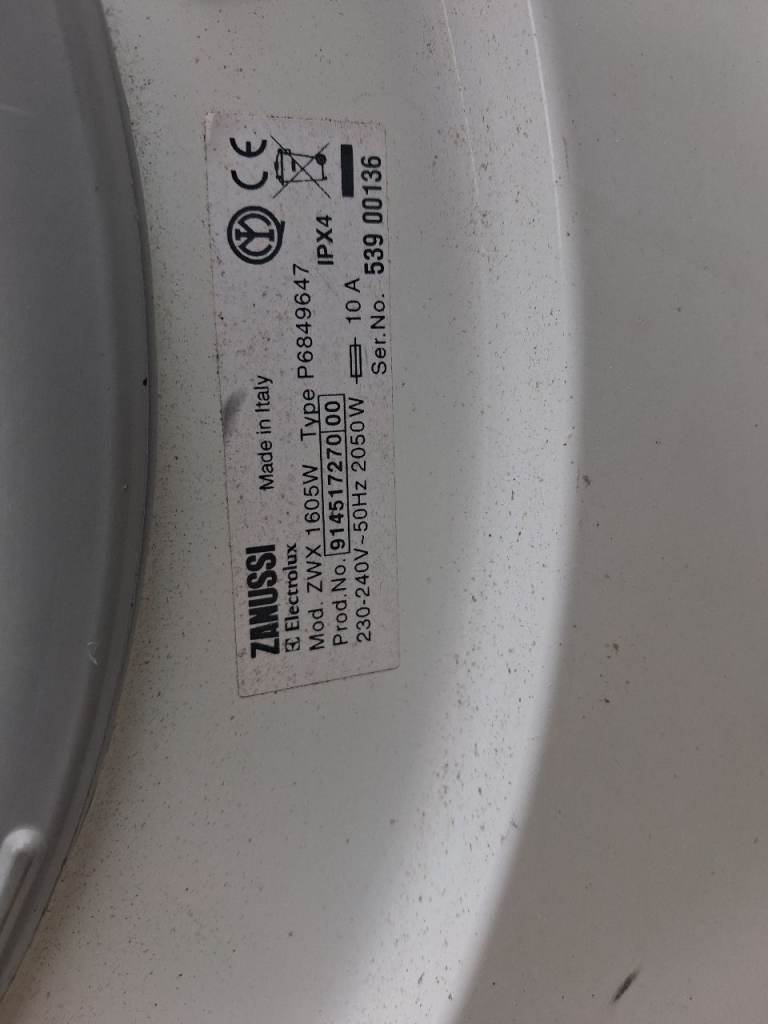 ZANUSSI Made in Italy
Electrolux
Mod. ZWX 1605W Type P6849647
Prod.No. 914517270 00 IPX4
230-240V~50Hz 2050W 10 A
Ser.No. 539 00136
CE